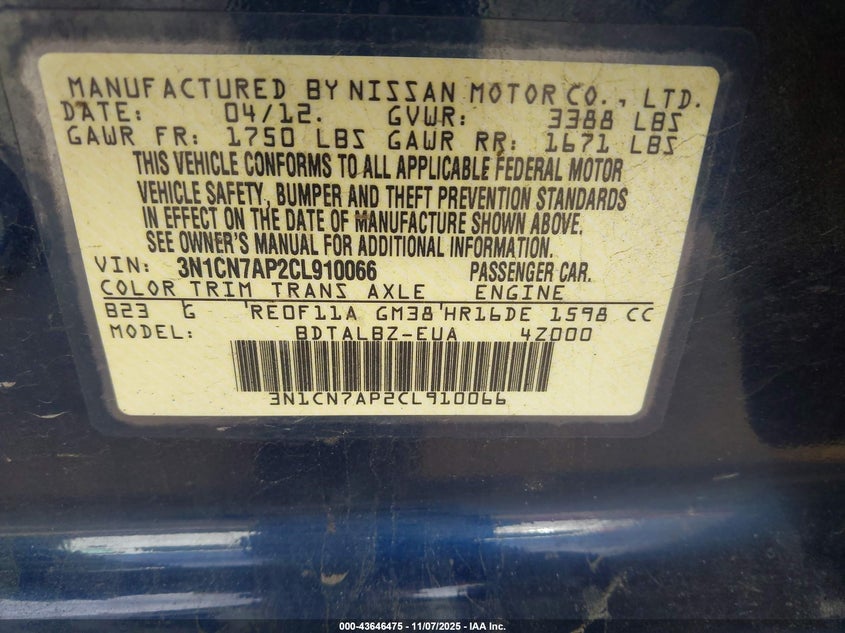 MANUFACTURED BY NISSAN MOTOR CO., LTD.
DATE: 04/12. GVWR: 3388 LBS
GAWR FR: 1750 LBS GAWR RR: 1671 LBS
THIS VEHICLE CONFORMS TO ALL APPLICABLE FEDERAL MOTOR
VEHICLE SAFETY, BUMPER AND THEFT PREVENTION STANDARDS
IN EFFECT ON THE DATE OF MANUFACTURE SHOWN ABOVE.
SEE OWNER'S MANUAL FOR ADDITIONAL INFORMATION.
VIN: 3N1CN7AP2CL910066 PASSENGER CAR.
COLOR TRIM TRANS AXLE ENGINE
B23 G REOF11A GM38 HR16DE 1598 CC
MODEL: BDTALBZ-EUA 4Z000
3N1CN7AP2CL910066
000-43646475 - 11/07/2025 - IAA Inc.